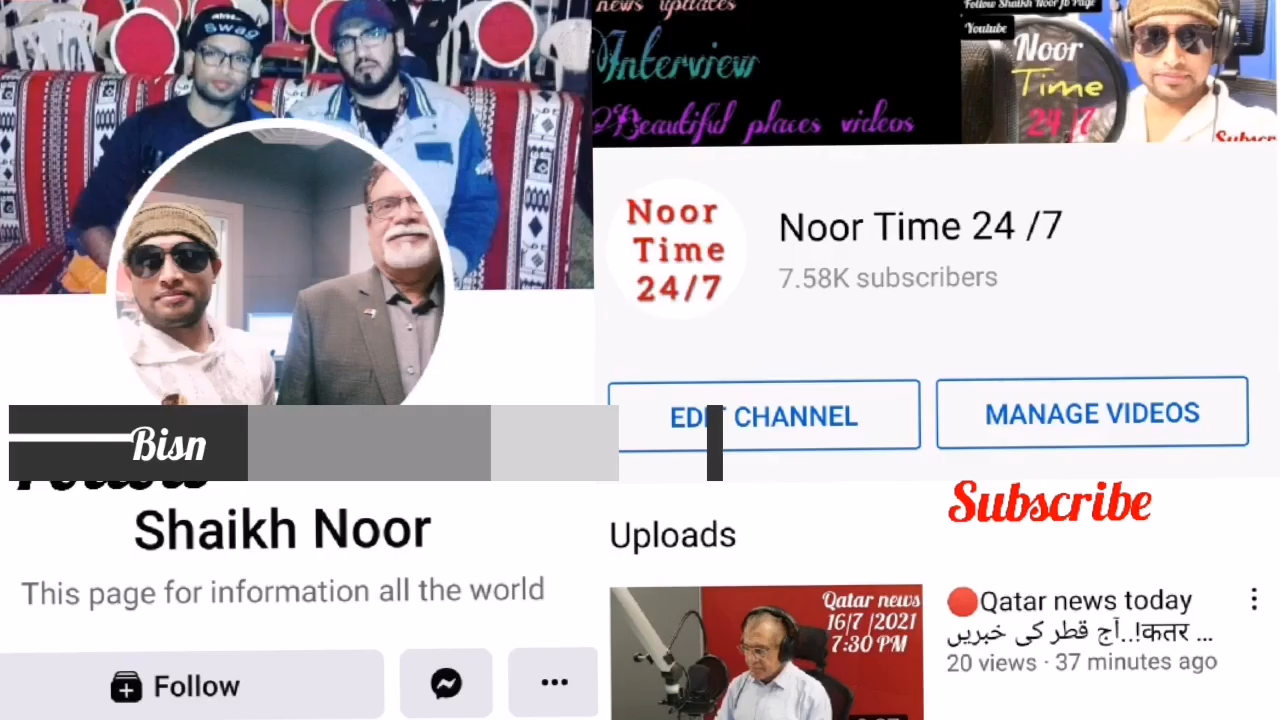 Swag
news updates
Interview
Beautiful places videos
Follow Shaikh Noor fb Page
Youtube
Noor
Time
24/7
Noor
Time
24/7
Noor Time 24 /7
7.58K subscribers
EDIT CHANNEL
MANAGE VIDEOS
Bisn
Follow
Shaikh Noor
This page for information all the world
Follow
Subscribe
Uploads
Qatar news
16/7 /2021
7:30 PM
🔴Qatar news today
آج قطر کی خبریں..!कतर ...
20 views · 37 minutes ago